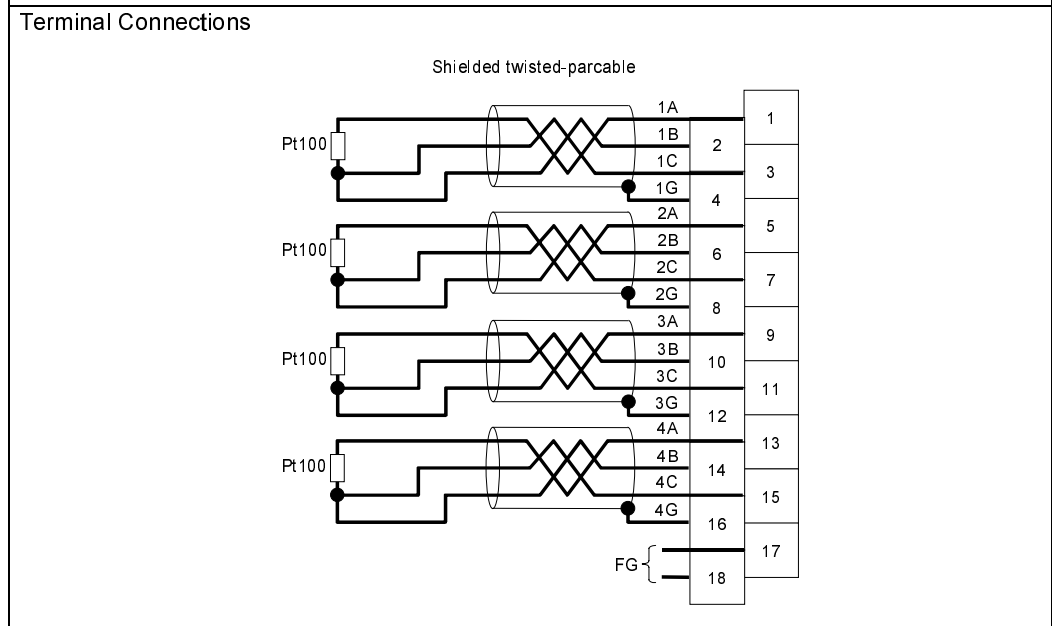 Terminal Connections
Shielded twisted-parcable
1A
1
Pt100
1B
2
1C
3
1G
4
2A
5
Pt100
2B
6
2C
7
2G
8
3A
9
Pt100
3B
10
3C
11
3G
12
4A
13
Pt100
4B
14
4C
15
4G
16
17
FG
18